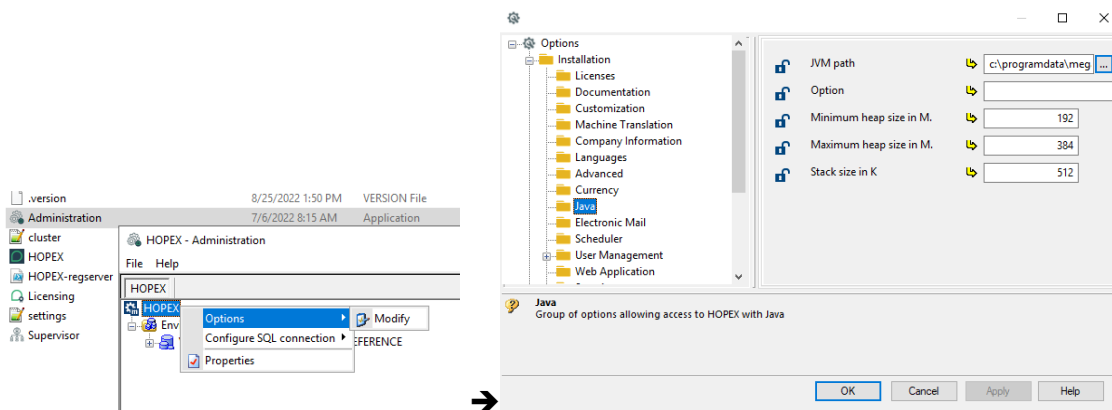 .version 8/25/2022 1:50 PM VERSION File
Administration 7/6/2022 8:15 AM Application
cluster
HOPEX
HOPEX-regserver
Licensing
settings
Supervisor
HOPEX - Administration
File Help
HOPEX
HOPEX
Env
EFERENCE
Options
Modify
Configure SQL connection
Properties
Options
Installation
Licenses
Documentation
Customization
Machine Translation
Company Information
Languages
Advanced
Currency
Java
Electronic Mail
Scheduler
User Management
Web Application
JVM path c:\programdata\meg ...
Option
Minimum heap size in M. 192
Maximum heap size in M. 384
Stack size in K 512
Java
Group of options allowing access to HOPEX with Java
OK Cancel Apply Help